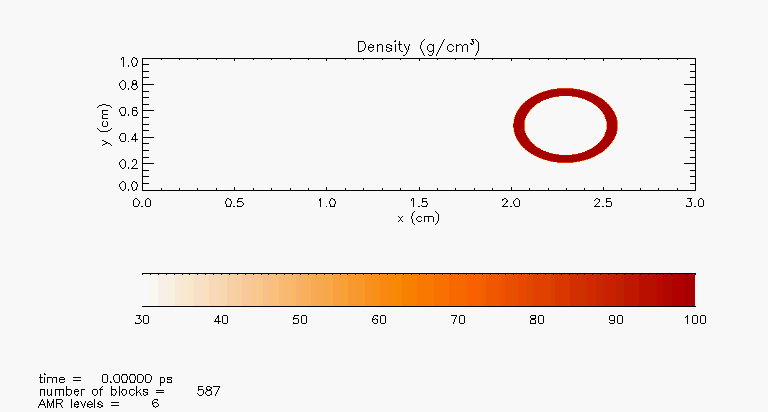 Density (g/cm³)
1.0
0.8
0.6
0.4
0.2
0.0
y (cm)
0.0 0.5 1.0 1.5 2.0 2.5 3.0
x (cm)
30 40 50 60 70 80 90 100
time = 0.00000 ps
number of blocks = 587
AMR levels = 6